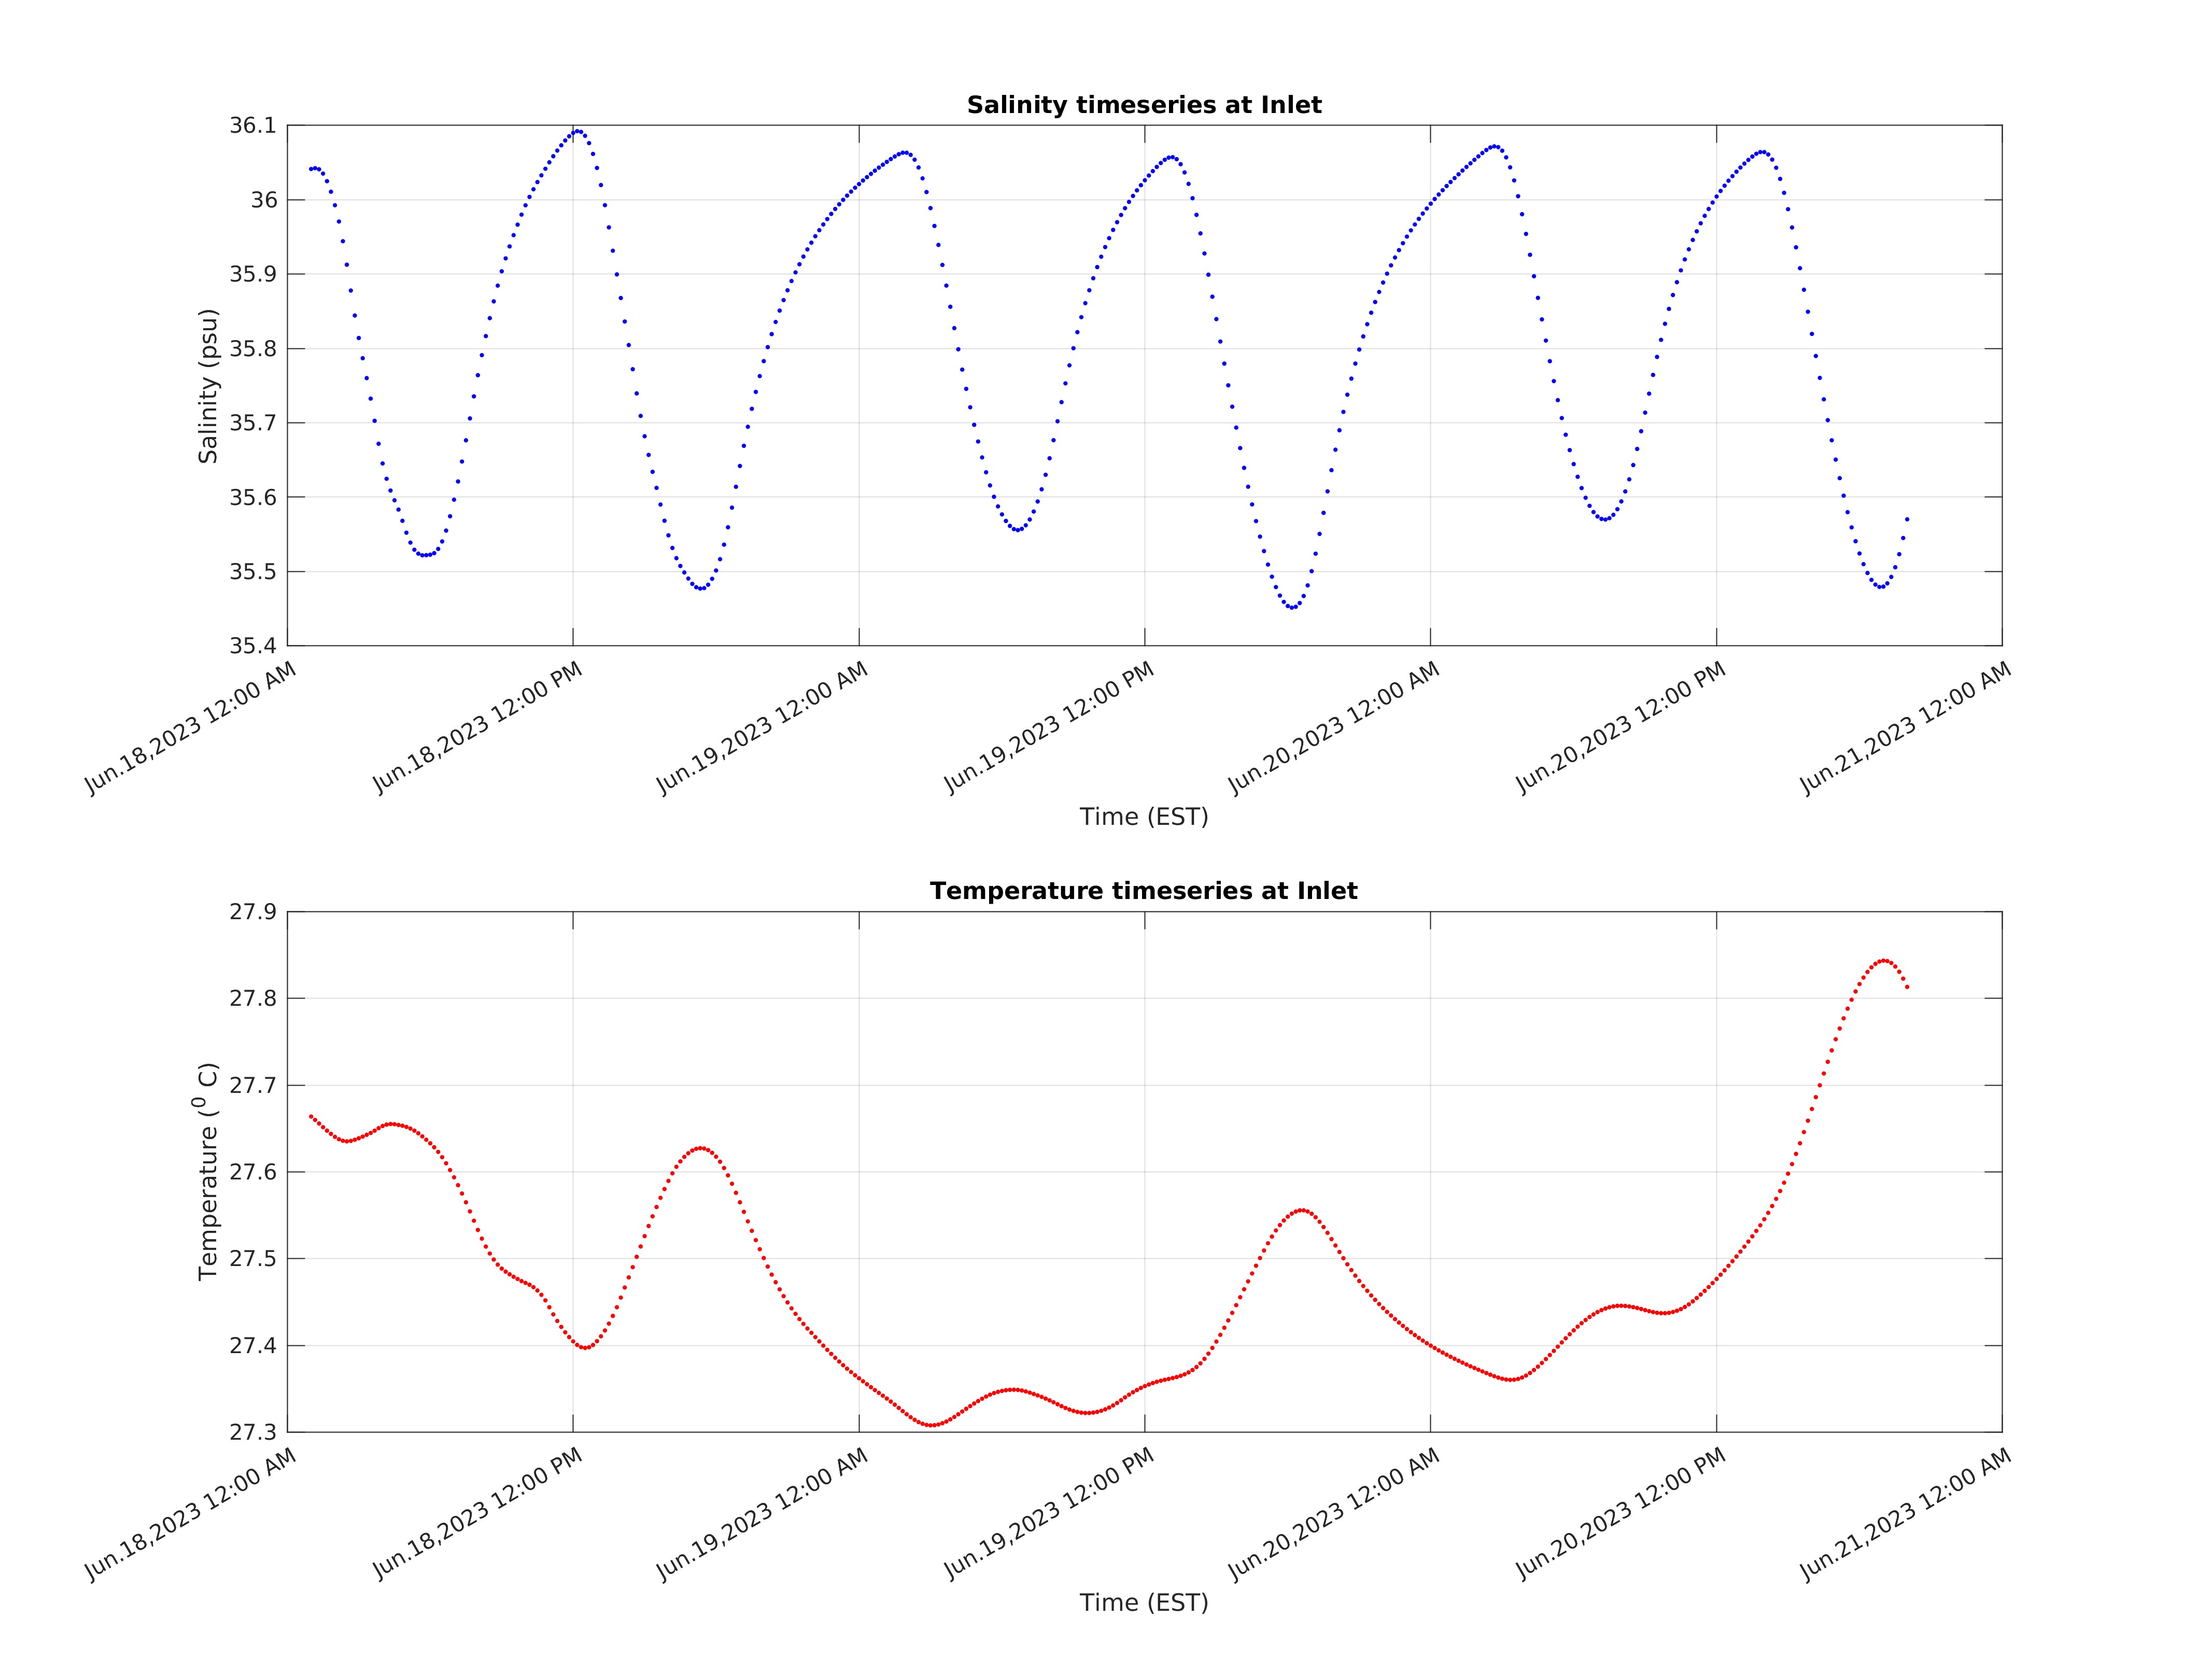 Salinity timeseries at Inlet
36.1
36
35.9
35.8
35.7
35.6
35.5
35.4
Salinity (psu)
Jun.18,2023 12:00 AM
Jun.18,2023 12:00 PM
Jun.19,2023 12:00 AM
Jun.19,2023 12:00 PM
Jun.20,2023 12:00 AM
Jun.20,2023 12:00 PM
Jun.21,2023 12:00 AM
Time (EST)
Temperature timeseries at Inlet
27.9
27.8
27.7
27.6
27.5
27.4
27.3
Temperature (⁰ C)
Jun.18,2023 12:00 AM
Jun.18,2023 12:00 PM
Jun.19,2023 12:00 AM
Jun.19,2023 12:00 PM
Jun.20,2023 12:00 AM
Jun.20,2023 12:00 PM
Jun.21,2023 12:00 AM
Time (EST)